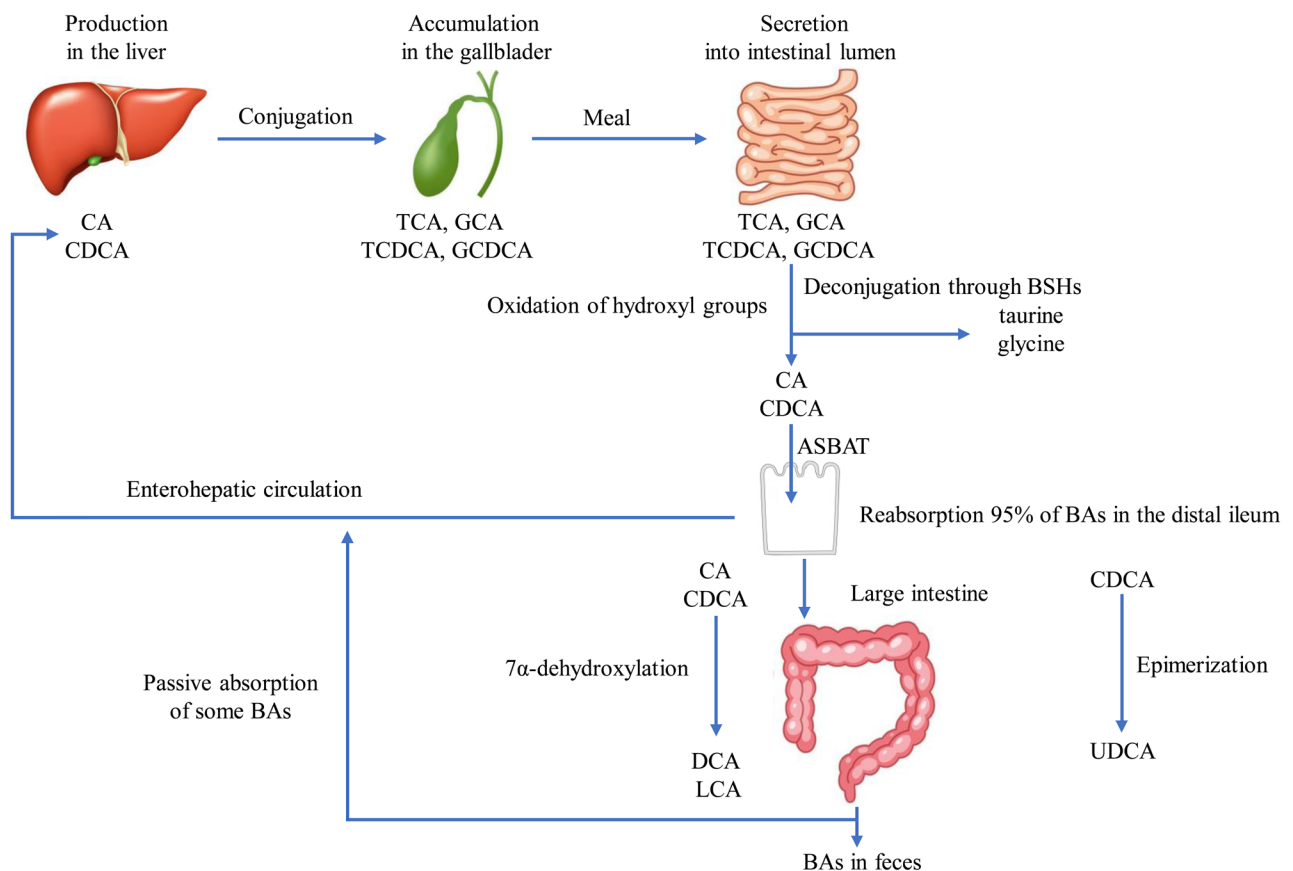 Production
in the liver
Accumulation
in the gallblader
Secretion
into intestinal lumen
Conjugation
Meal
CA
CDCA
TCA, GCA
TCDCA, GCDCA
TCA, GCA
TCDCA, GCDCA
Oxidation of hydroxyl groups
Deconjugation through BSHs
taurine
glycine
CA
CDCA
ASBAT
Enterohepatic circulation
Reabsorption 95% of BAs in the distal ileum
CA
CDCA
Large intestine
CDCA
7α-dehydroxylation
Epimerization
Passive absorption
of some BAs
DCA
LCA
UDCA
BAs in feces